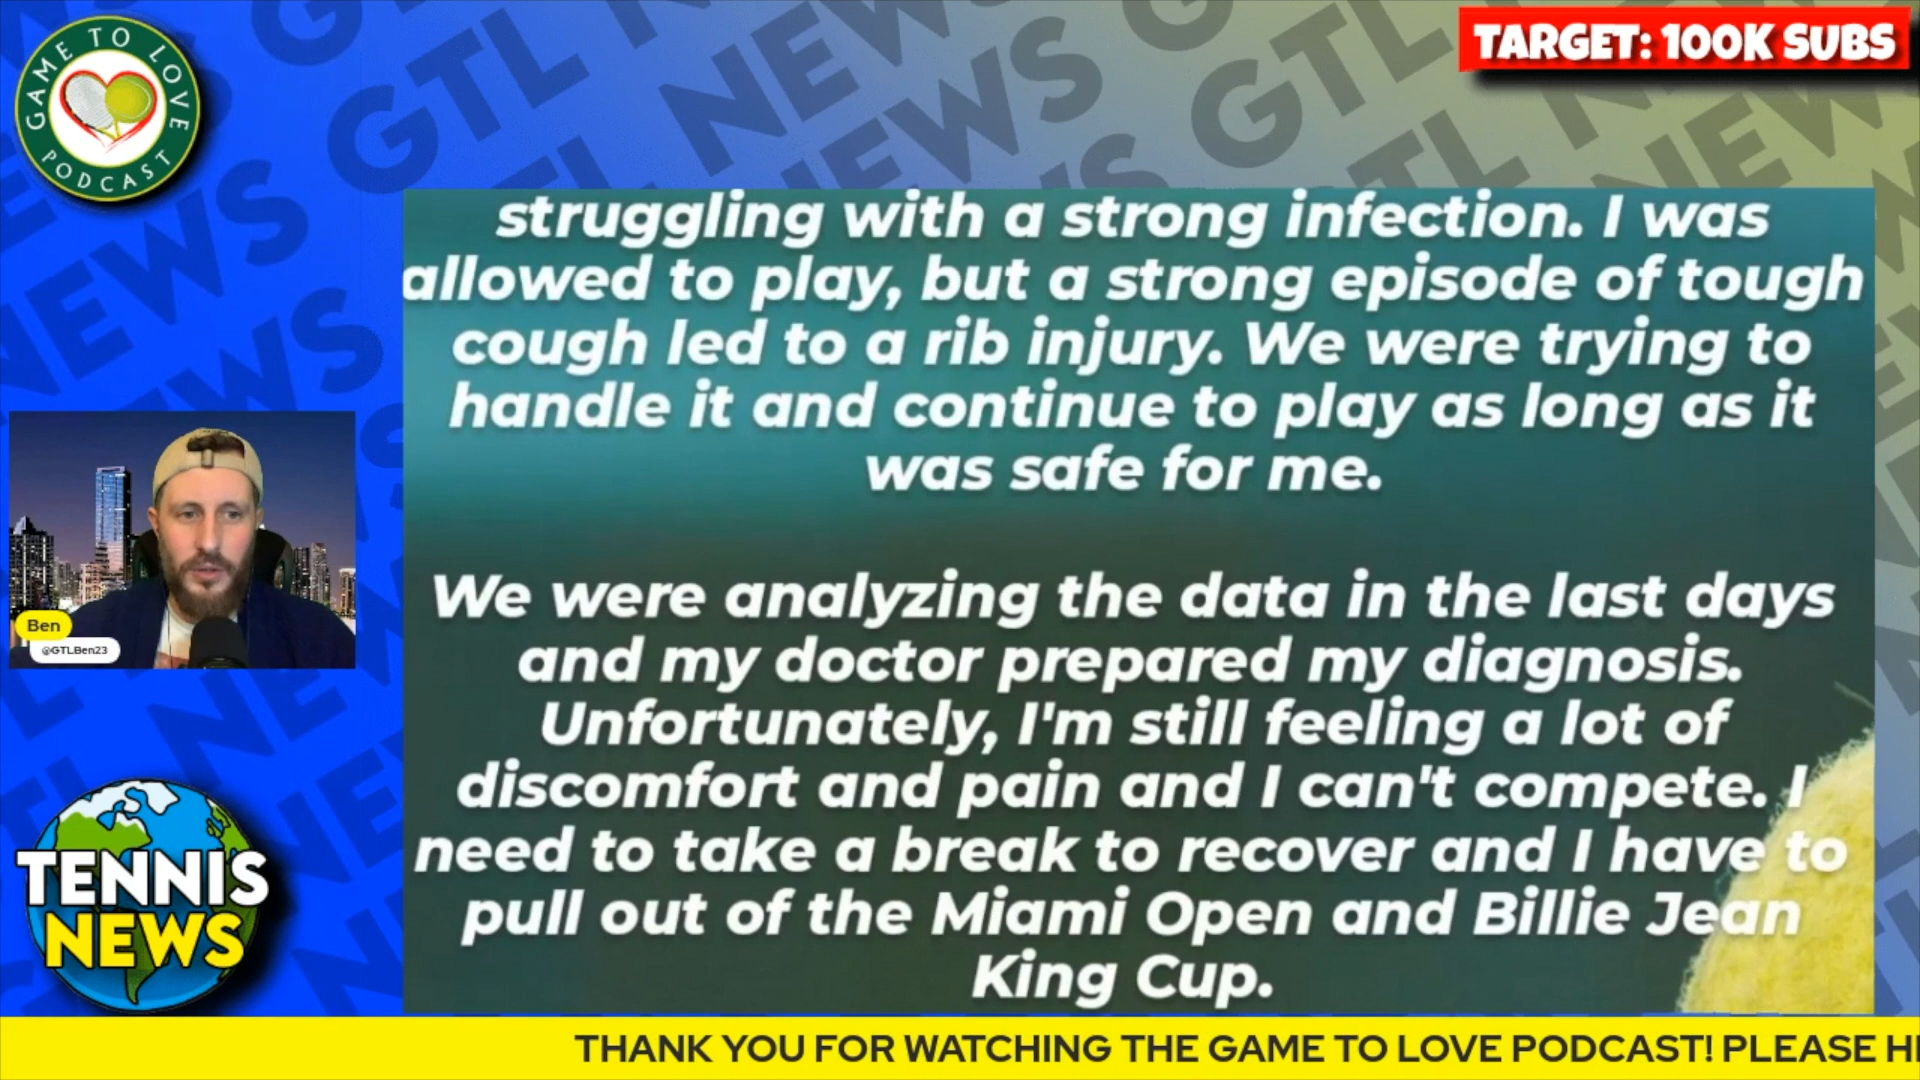 GAME TO LOVE
PODCAST
TARGET: 100K SUBS
struggling with a strong infection. I was
allowed to play, but a strong episode of tough
cough led to a rib injury. We were trying to
handle it and continue to play as long as it
was safe for me.
We were analyzing the data in the last days
and my doctor prepared my diagnosis.
Unfortunately, I'm still feeling a lot of
discomfort and pain and I can't compete. I
need to take a break to recover and I have to
pull out of the Miami Open and Billie Jean
King Cup.
Ben
@GTLBen23
TENNIS
NEWS
THANK YOU FOR WATCHING THE GAME TO LOVE PODCAST! PLEASE